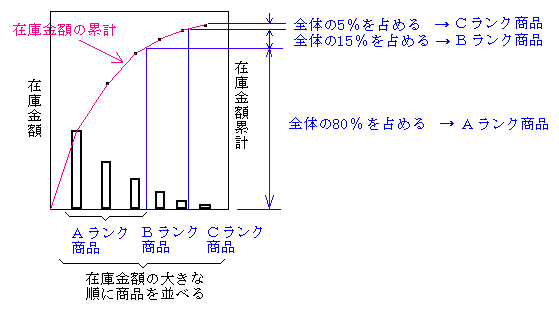 全体の5％を占める → Ｃランク商品
在庫金額の累計
全体の15％を占める → Ｂランク商品
在庫金額
在庫金額累計
全体の80％を占める → Ａランク商品
Ａランク
商品
Ｂランク
商品
Ｃランク
商品
在庫金額の大きな
順に商品を並べる